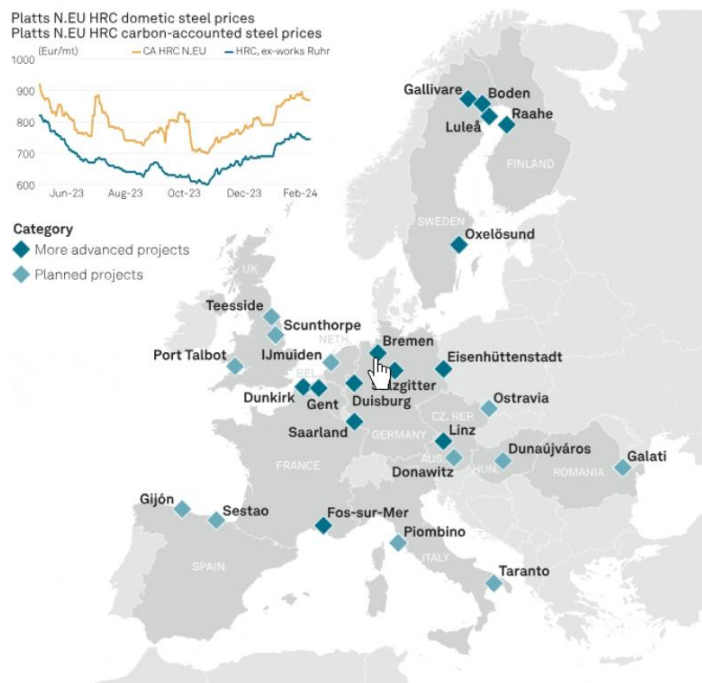 Platts N.EU HRC dometic steel prices
Platts N.EU HRC carbon-accounted steel prices
(Eur/mt)
CA HRC N.EU
HRC, ex-works Ruhr
1000
900
800
700
600
Jun-23
Aug-23
Oct-23
Dec-23
Feb-24
Category
More advanced projects
Planned projects
Gallivare
Boden
Luleå
Raahe
FINLAND
SWEDEN
Oxelösund
UK
Teesside
Scunthorpe
NETH.
Bremen
Port Talbot
IJmuiden
Eisenhüttenstadt
BEL.
lzgitter
Dunkirk
Gent
Duisburg
Ostravia
CZ. REP.
Saarland
GERMANY
Linz
Dunaújváros
FRANCE
AUS.
HUN.
Galati
Donawitz
ROMANIA
Gijón
Sestao
Fos-sur-Mer
Piombino
ITALY
SPAIN
Taranto